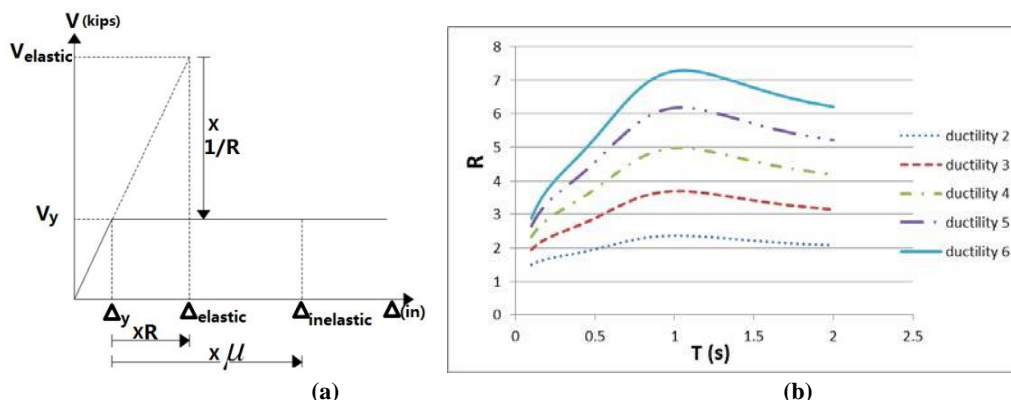 V (kips)
Velastic
x
1/R
Vy
Δy
Δelastic
Δinelastic
Δ(in)
xR
x μ
(a)
8
7
6
5
4
3
2
1
0
R
0
0.5
1
1.5
2
2.5
T (s)
ductility 2
ductility 3
ductility 4
ductility 5
ductility 6
(b)